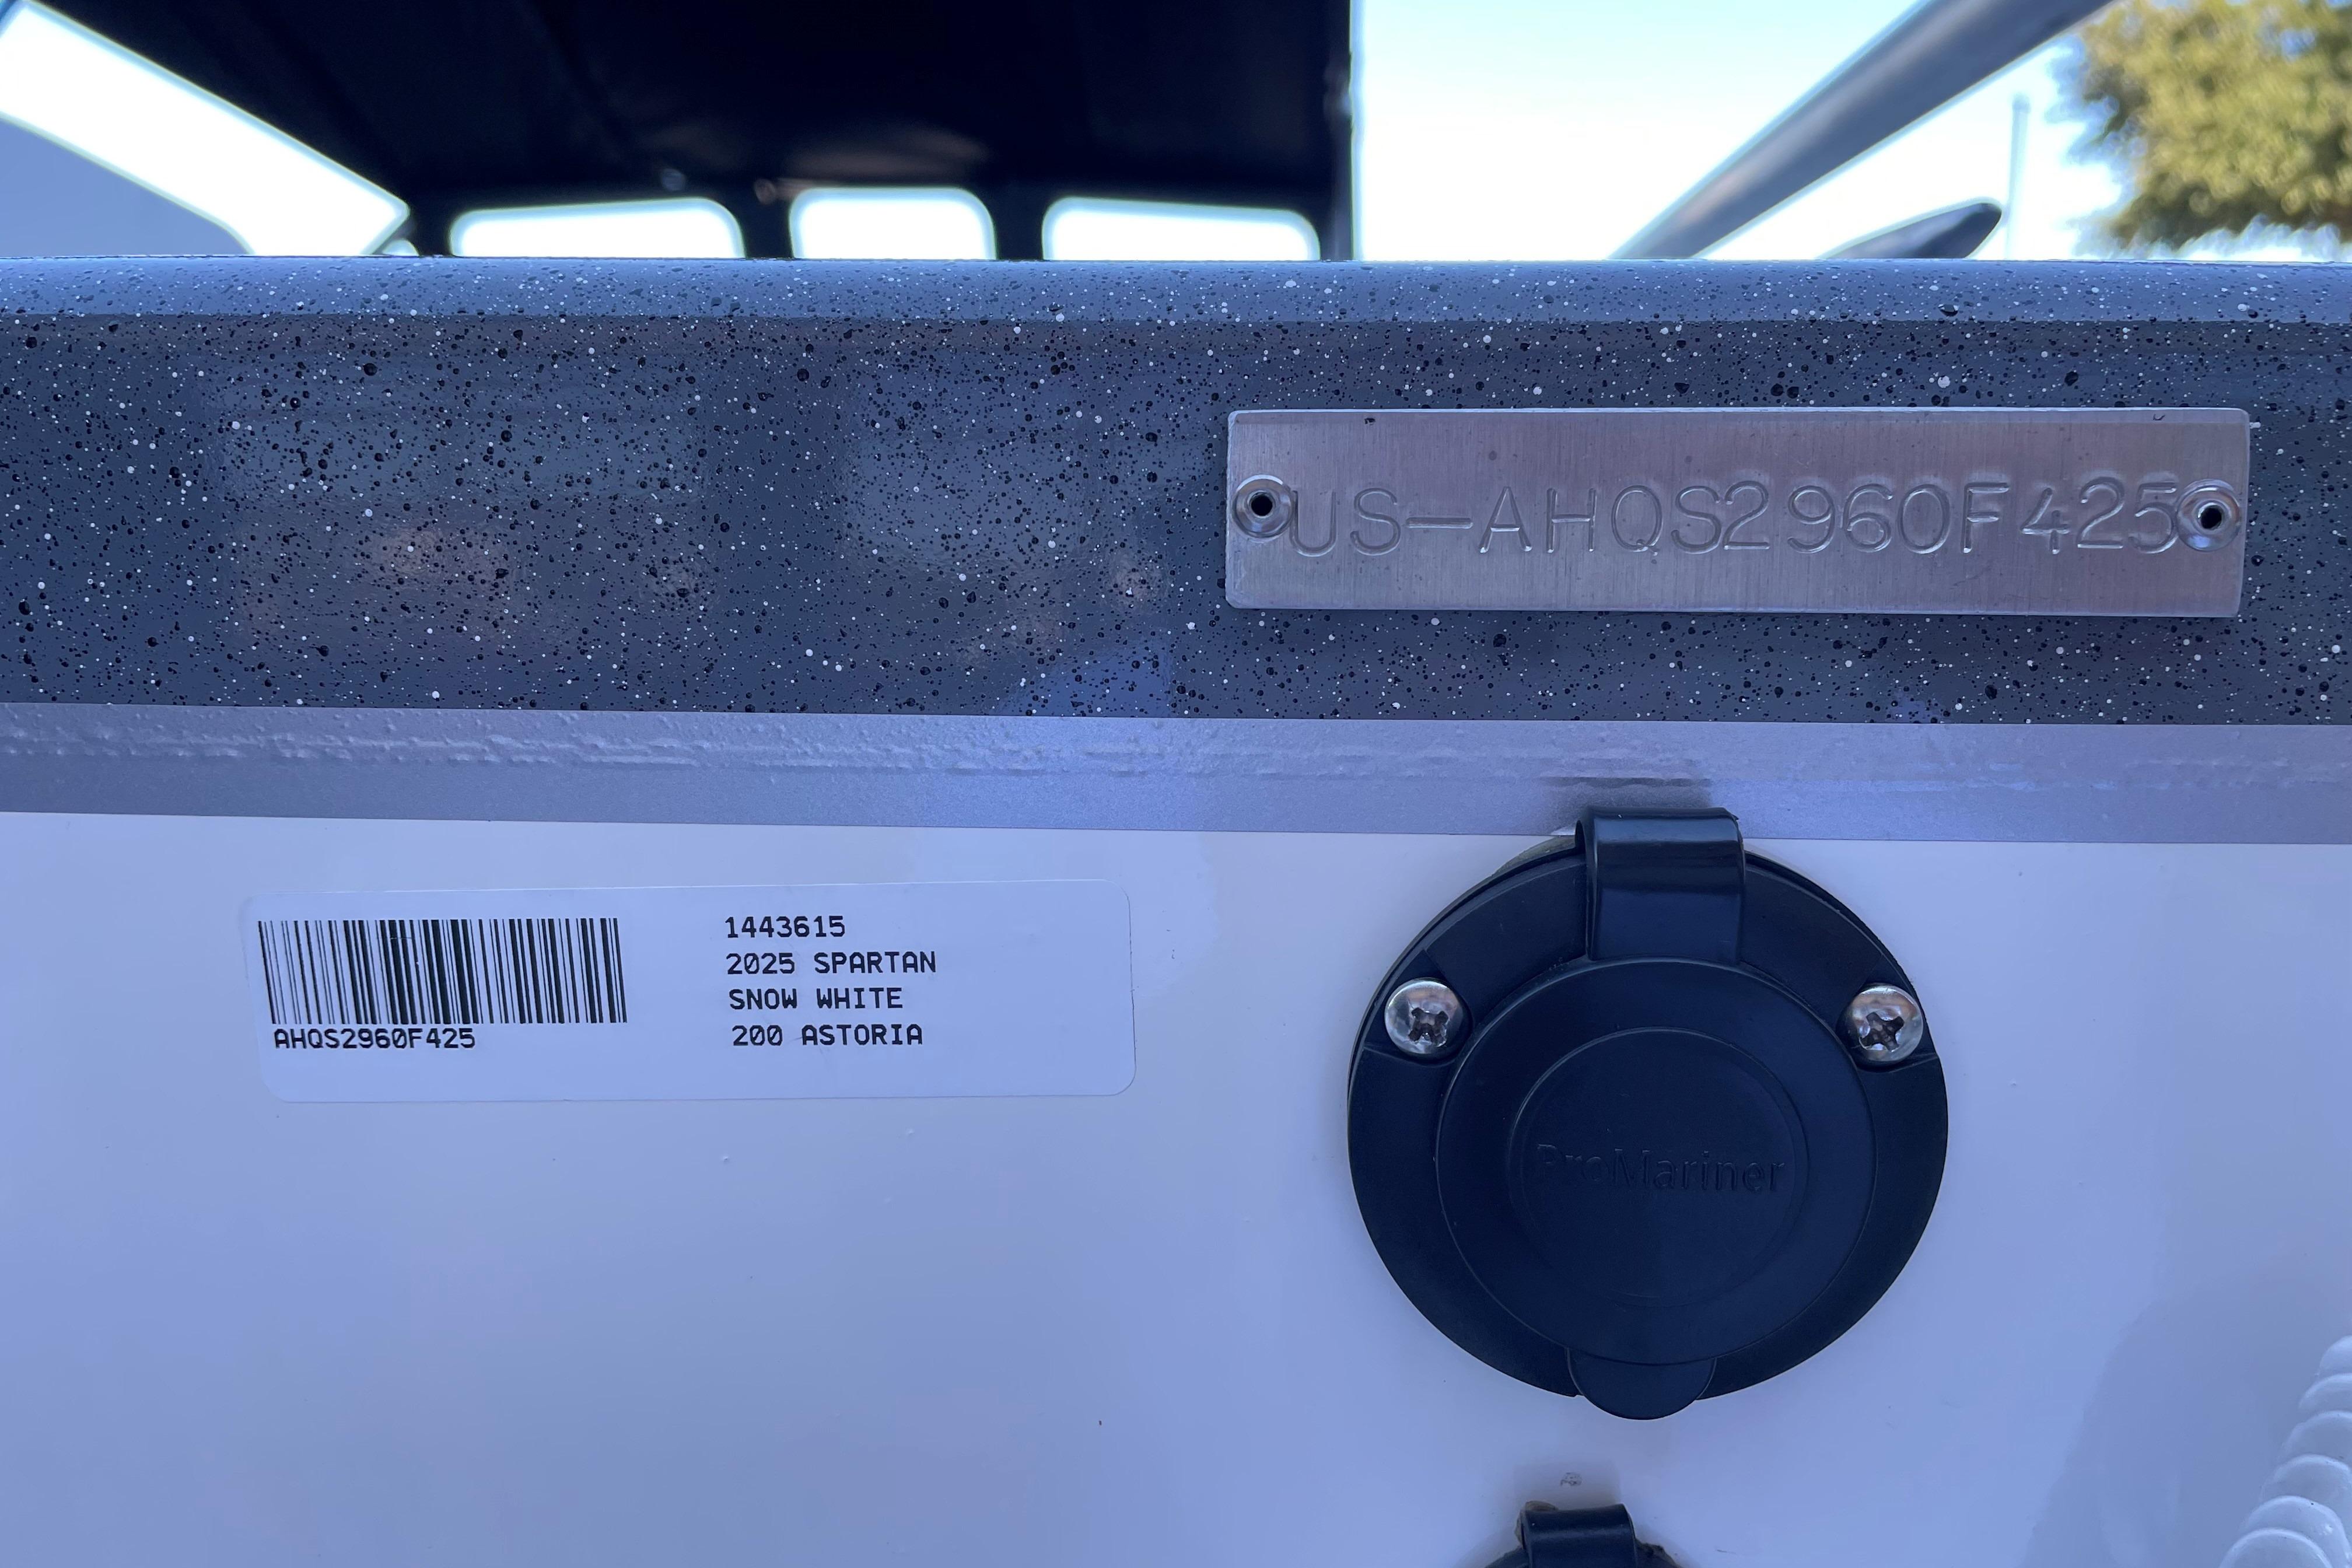 US-AHQS2960F425
AHQS2960F425
1443615
2025 SPARTAN
SNOW WHITE
200 ASTORIA
ProMariner